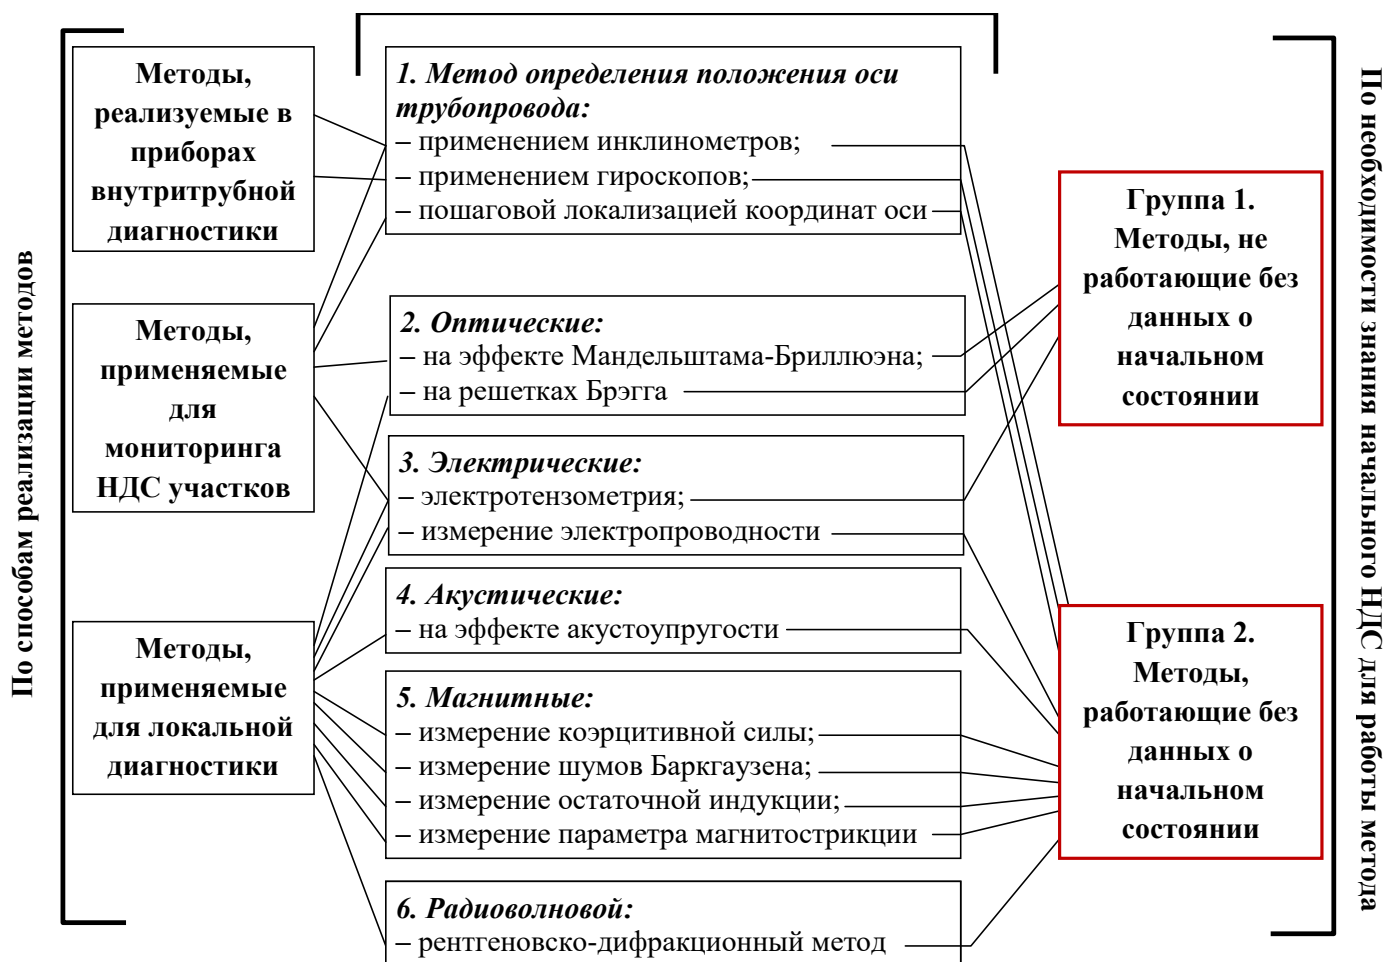 По способам реализации методов
Методы,
реализуемые в
приборах
внутритрубной
диагностики
Методы,
применяемые
для
мониторинга
НДС участков
Методы,
применяемые
для локальной
диагностики
1. Метод определения положения оси
трубопровода:
– применением инклинометров;
– применением гироскопов;
– пошаговой локализацией координат оси
2. Оптические:
– на эффекте Мандельштама-Бриллюэна;
– на решетках Брэгга
3. Электрические:
– электротензометрия;
– измерение электропроводности
4. Акустические:
– на эффекте акустоупругости
5. Магнитные:
– измерение коэрцитивной силы;
– измерение шумов Баркгаузена;
– измерение остаточной индукции;
– измерение параметра магнитострикции
6. Радиоволновой:
– рентгеновско-дифракционный метод
Группа 1.
Методы, не
работающие без
данных о
начальном
состоянии
Группа 2.
Методы,
работающие без
данных о
начальном
состоянии
По необходимости знания начального НДС для работы метода